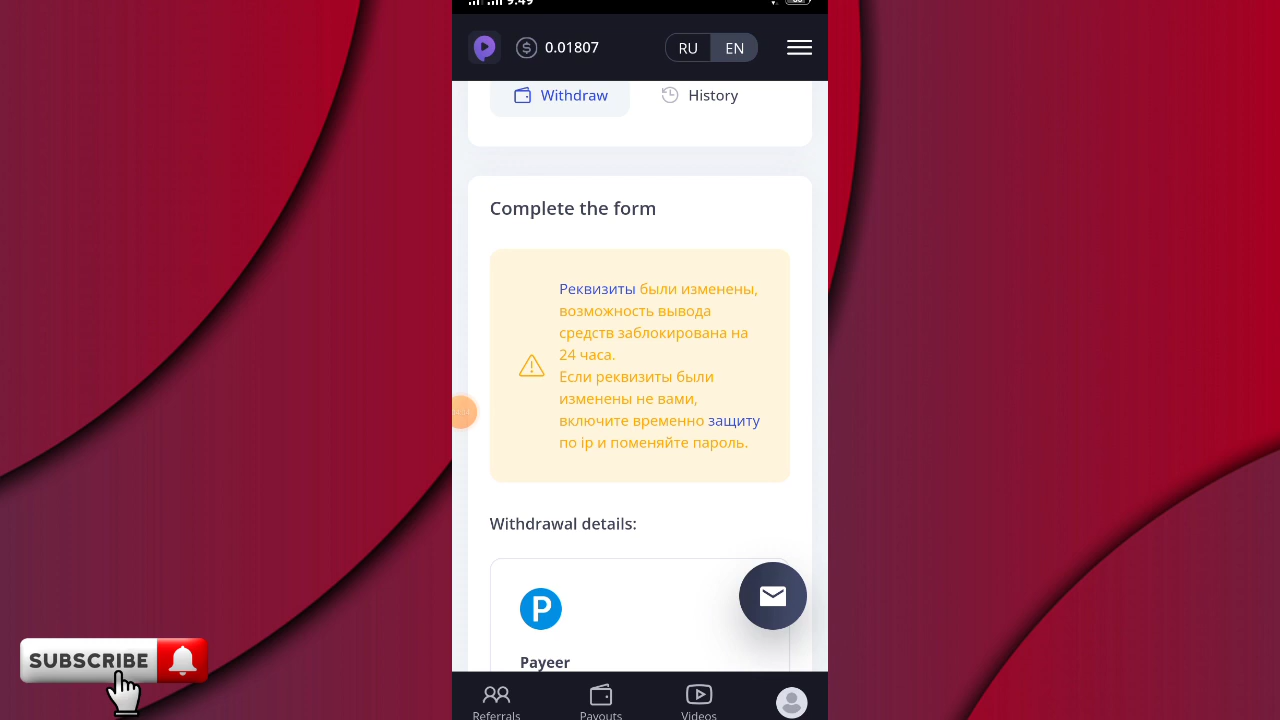 9:49
0.01807
RU EN
Withdraw History
Complete the form
Реквизиты были изменены,
возможность вывода
средств заблокирована на
24 часа.
Если реквизиты были
изменены не вами,
включите временно защиту
по ip и поменяйте пароль.
Withdrawal details:
P
Payeer
SUBSCRIBE
Referrals Payouts Videos